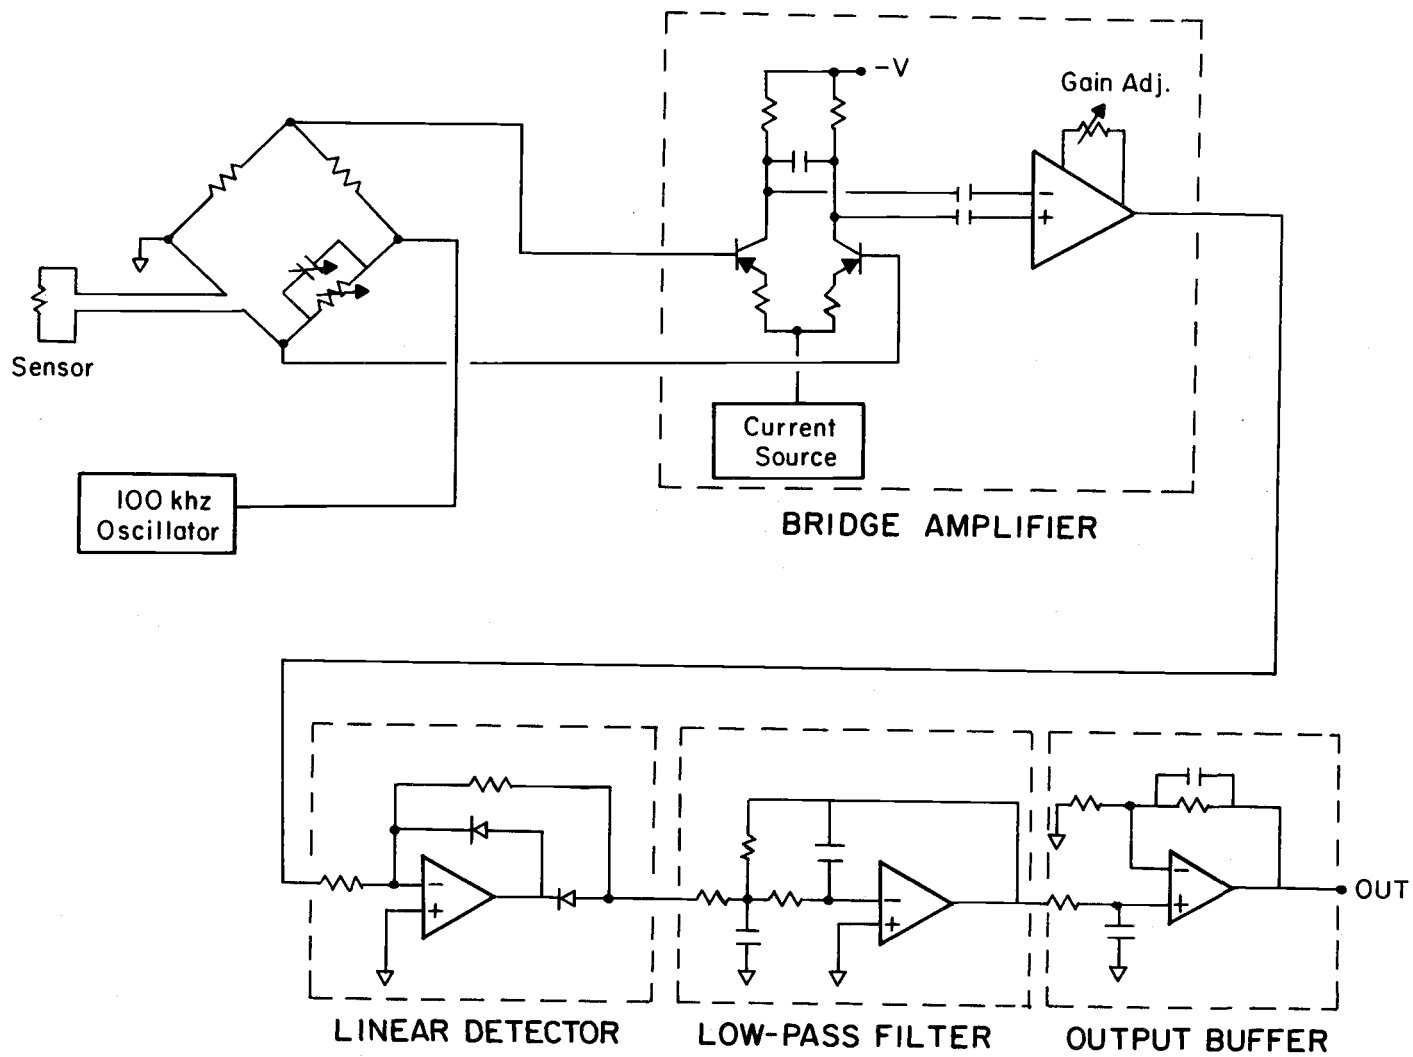 -V
Gain Adj.
-
+
Sensor
Current
Source
100 khz
Oscillator
BRIDGE AMPLIFIER
-
+
-
+
-
+
OUT
LINEAR DETECTOR
LOW-PASS FILTER
OUTPUT BUFFER